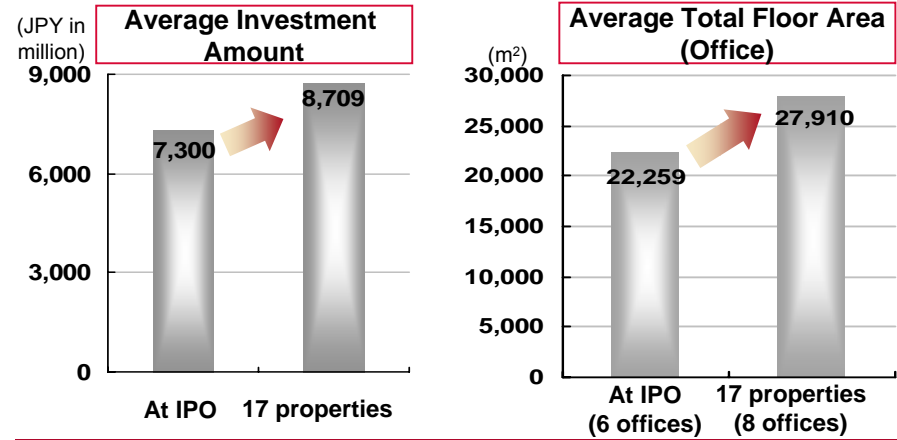 (JPY in
million)
Average Investment
Amount
9,000
6,000
3,000
0
7,300
8,709
At IPO
17 properties
Average Total Floor Area
(Office)
(m²)
30,000
25,000
20,000
15,000
10,000
5,000
0
22,259
27,910
At IPO
(6 offices)
17 properties
(8 offices)